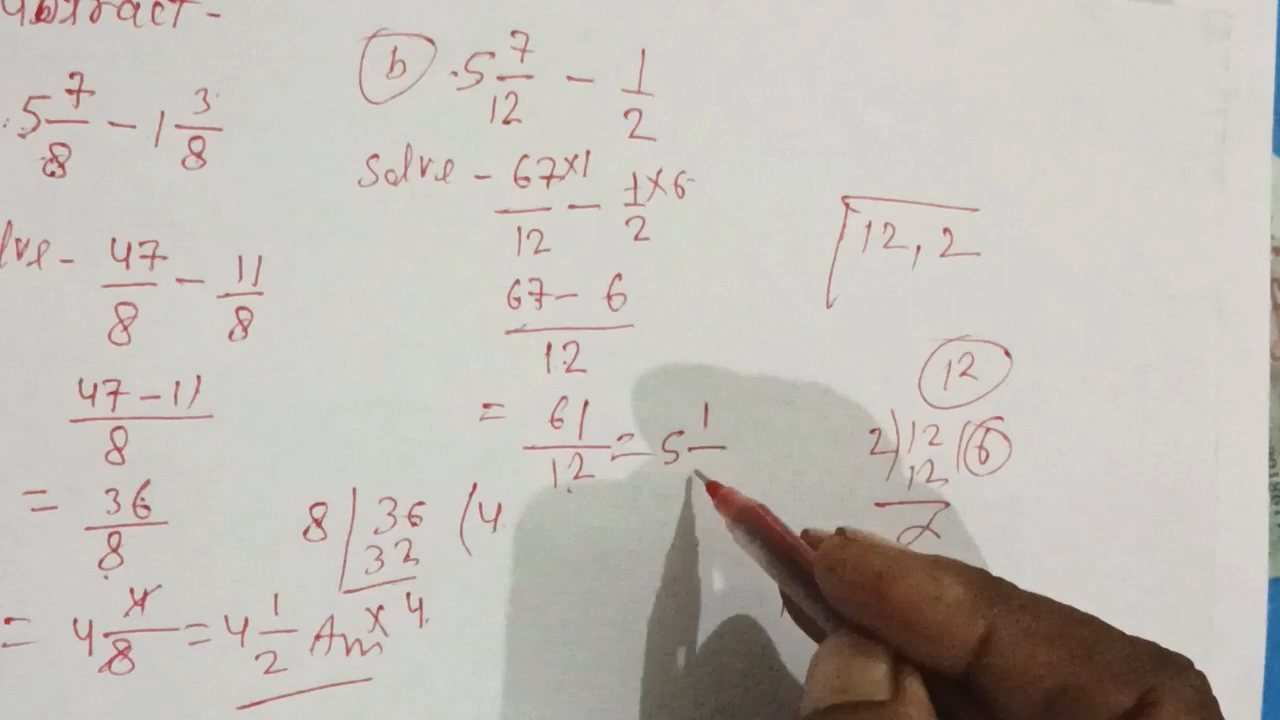 5 7/8 - 1 3/8
47/8 - 11/8
47 - 11
8
= 36/8
8 | 36 ( 4
32
× 4
= 4 4/8 = 4 1/2 Ans
b 5 7/12 - 1/2
Solve - 67×1/12 - 1×6/2
67 - 6
12
= 61/12 = 5 1
12, 2
12
2) 12 (6
12